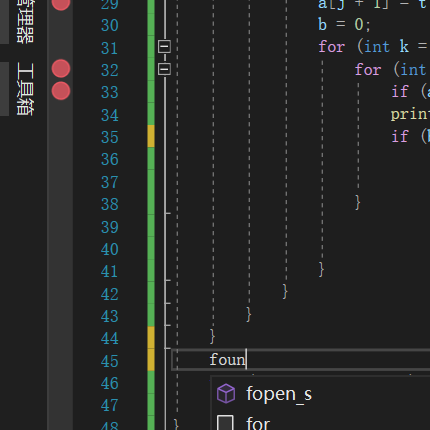 管理器
工具箱
29 a[j + 1] = t
30 b = 0;
31 for (int k =
32 for (int
33 if (a
34 print
35 if (b
36
37
38 }
39
40
41 }
42 }
43 }
44 }
45 foun
46 fopen_s
47 for
48 }